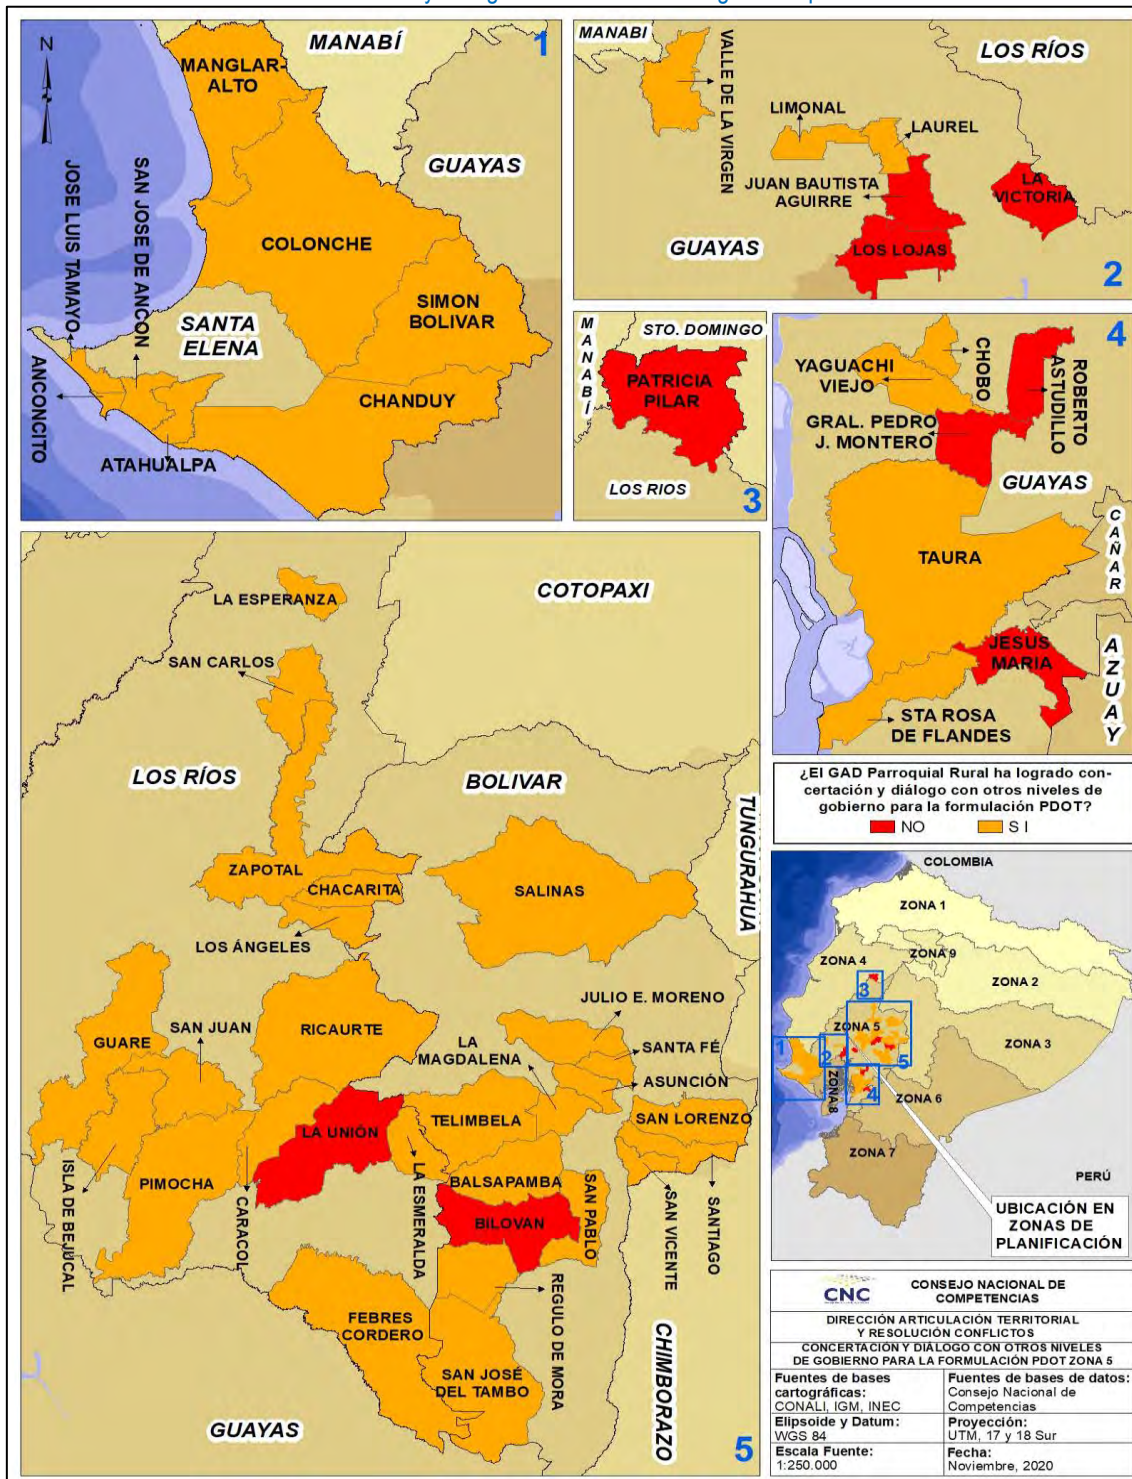 MANABÍ
1
N
MANGLAR-
ALTO
GUAYAS
JOSE LUIS TAMAYO
SAN JOSE DE ANCON
COLONCHE
SIMON
BOLIVAR
SANTA
ELENA
ANCONCITO
CHANDUY
ATAHUALPA
MANABI
VALLE DE LA VIRGEN
LOS RÍOS
LIMONAL
LAUREL
JUAN BAUTISTA
AGUIRRE
LA
VICTORIA
GUAYAS
LOS LOJAS
2
MANABÍ
STO. DOMINGO
PATRICIA
PILAR
LOS RIOS
3
4
CHOBO
YAGUACHI
VIEJO
ROBERTO
ASTUDILLO
GRAL. PEDRO
J. MONTERO
GUAYAS
CAÑAR
TAURA
JESUS
MARIA
AZUAY
STA ROSA
DE FLANDES
LA ESPERANZA
COTOPAXI
SAN CARLOS
LOS RÍOS
BOLIVAR
TUNGURAHUA
ZAPOTAL
CHACARITA
SALINAS
LOS ÁNGELES
JULIO E. MORENO
SAN JUAN
RICAURTE
GUARE
LA
MAGDALENA
SANTA FÉ
ASUNCIÓN
LA UNIÓN
TELIMBELA
SAN LORENZO
ISLA DE BEJUCAL
PIMOCHA
CARACOL
LA ESMERALDA
BALSAPAMBA
SAN PABLO
SAN VICENTE
SANTIAGO
BILOVAN
REGULO DE MORA
FEBRES
CORDERO
SAN JOSÉ
DEL TAMBO
CHIMBORAZO
GUAYAS
5
¿El GAD Parroquial Rural ha logrado con-
certación y diálogo con otros niveles de
gobierno para la formulación PDOT?
NO
S I
COLOMBIA
ZONA 1
ZONA 9
ZONA 4
ZONA 2
3
ZONA 5
ZONA 3
1
2
5
ZONA 8
4
ZONA 6
ZONA 7
PERÚ
UBICACIÓN EN
ZONAS DE
PLANIFICACIÓN
CNC
CONSEJO NACIONAL DE
COMPETENCIAS
DIRECCIÓN ARTICULACIÓN TERRITORIAL
Y RESOLUCIÓN CONFLICTOS
CONCERTACIÓN Y DIÁLOGO CON OTROS NIVELES
DE GOBIERNO PARA LA FORMULACIÓN PDOT ZONA 5
Fuentes de bases
cartográficas:
CONALI, IGM, INEC
Fuentes de bases de datos:
Consejo Nacional de
Competencias
Elipsoide y Datum:
WGS 84
Proyección:
UTM, 17 y 18 Sur
Escala Fuente:
1:250.000
Fecha:
Noviembre, 2020